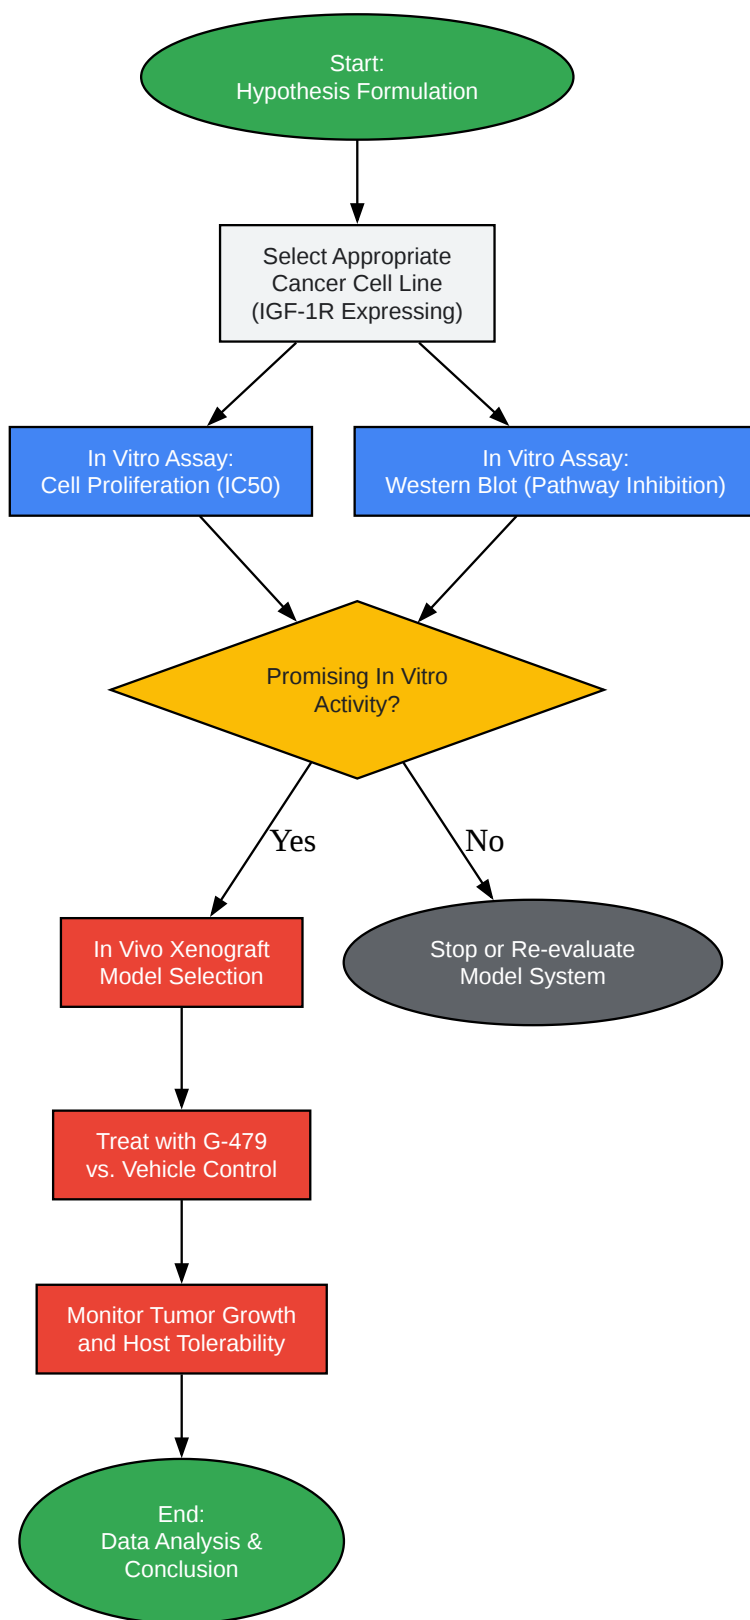 Start:
Hypothesis Formulation
Select Appropriate
Cancer Cell Line
(IGF-1R Expressing)
In Vitro Assay:
Cell Proliferation (IC50)
In Vitro Assay:
Western Blot (Pathway Inhibition)
Promising In Vitro
Activity?
Yes
No
In Vivo Xenograft
Model Selection
Stop or Re-evaluate
Model System
Treat with G-479
vs. Vehicle Control
Monitor Tumor Growth
and Host Tolerability
End:
Data Analysis &
Conclusion